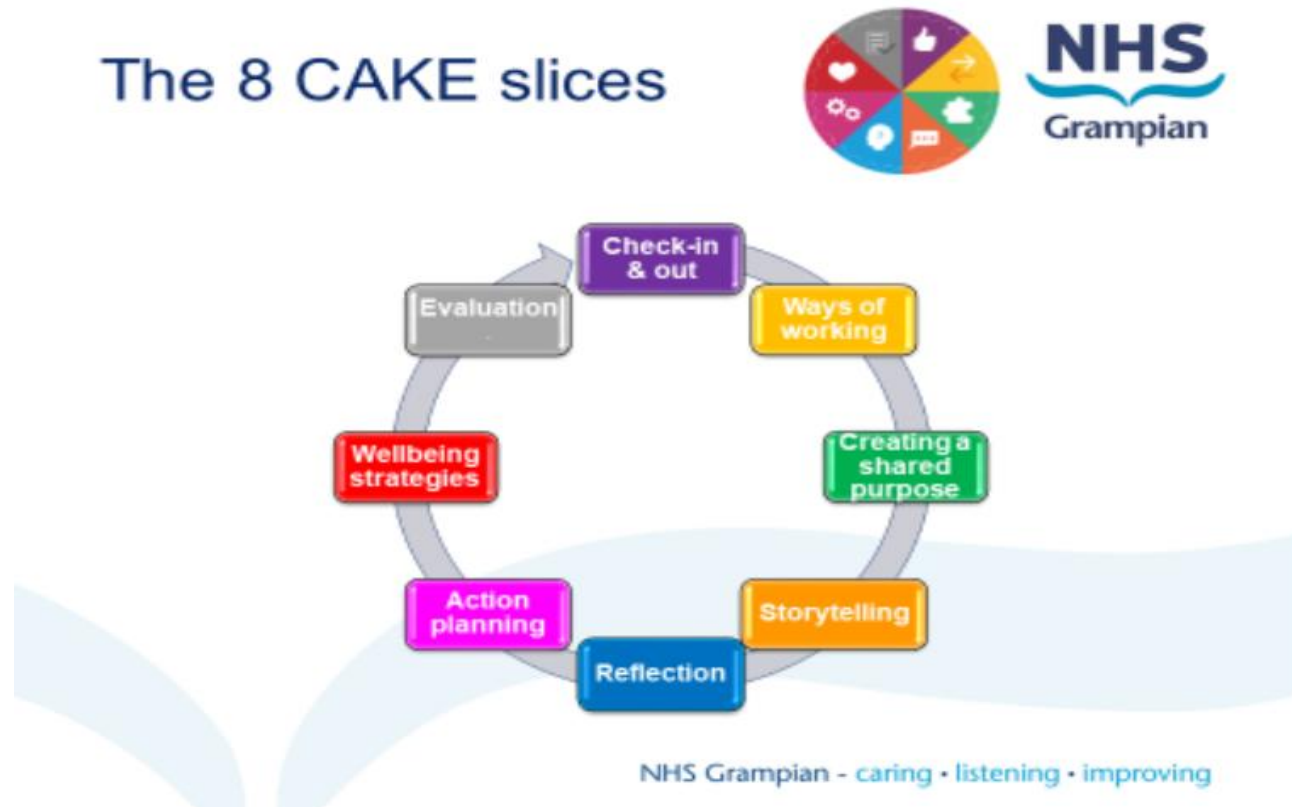 The 8 CAKE slices
NHS
Grampian
Check-in
& out
Ways of
working
Creating a
shared
purpose
Storytelling
Reflection
Action
planning
Wellbeing
strategies
Evaluation
.
NHS Grampian - caring • listening • improving